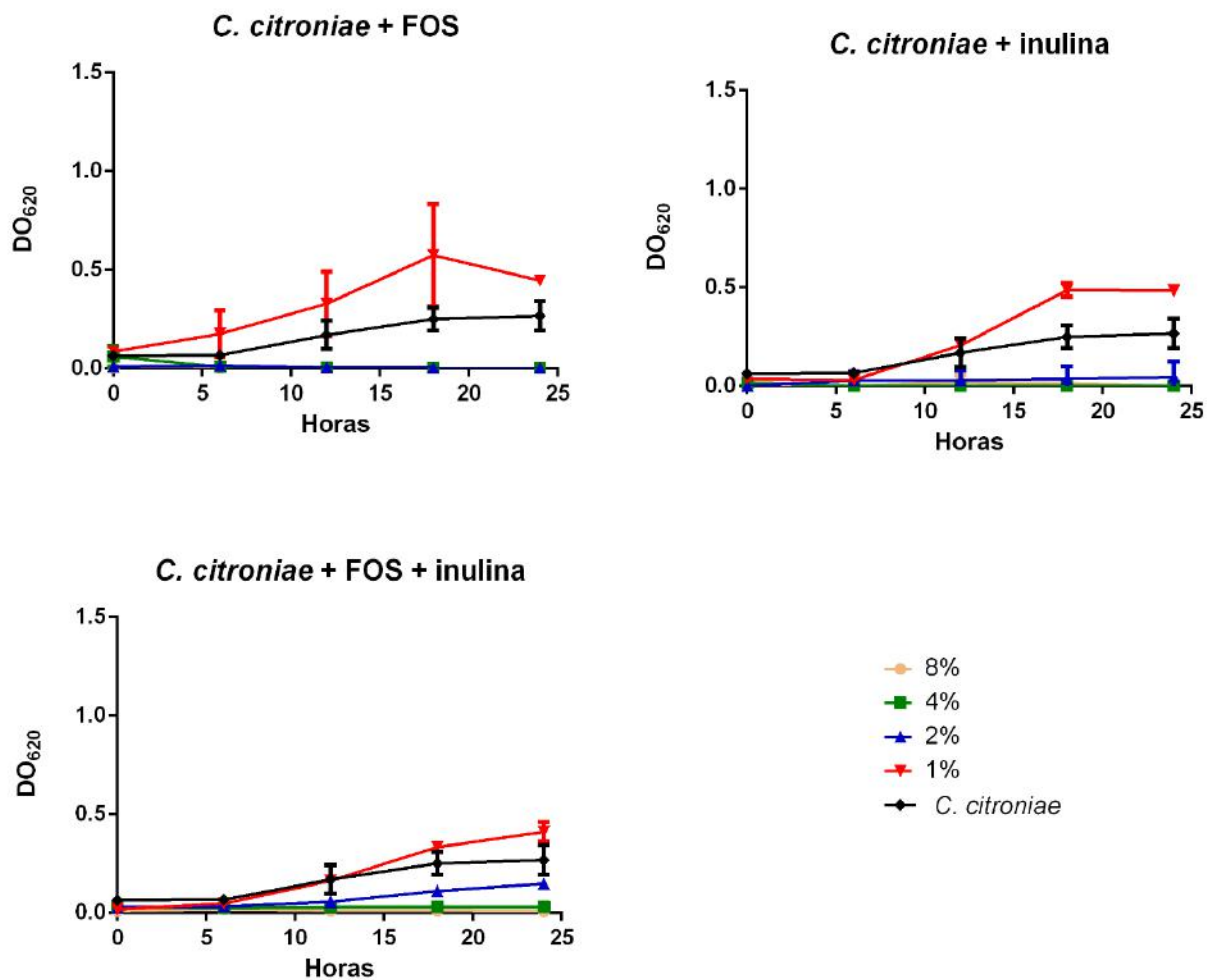 C. citroniae + FOS
1.5
1.0
0.5
0.0
DO620
0 5 10 15 20 25
Horas
C. citroniae + inulina
1.5
1.0
0.5
0.0
DO620
0 5 10 15 20 25
Horas
C. citroniae + FOS + inulina
1.5
1.0
0.5
0.0
DO620
0 5 10 15 20 25
Horas
8%
4%
2%
1%
C. citroniae